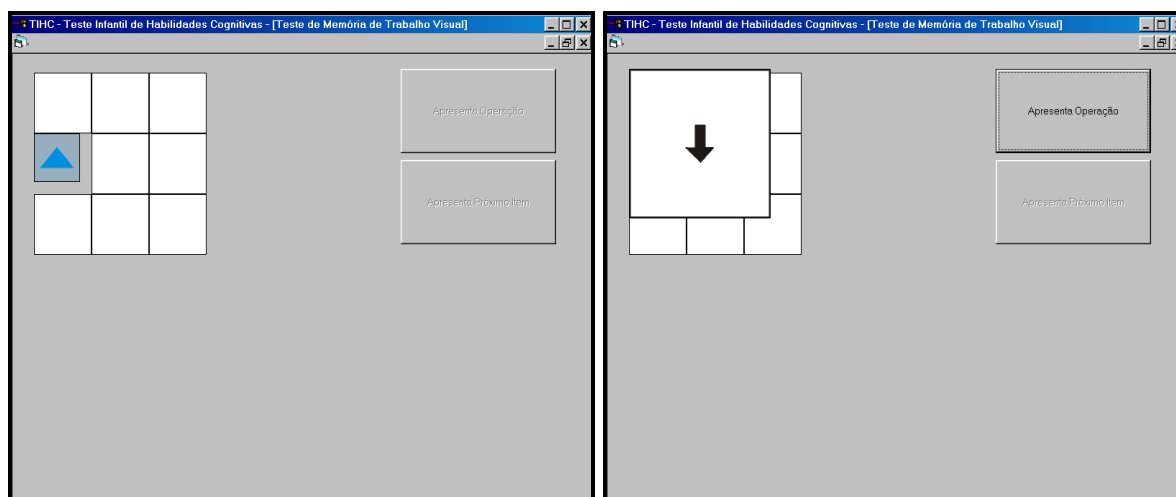 TIHC - Teste Infantil de Habilidades Cognitivas - [Teste de Memória de Trabalho Visual]
Apresenta Operação
Apresenta Próximo Item
TIHC - Teste Infantil de Habilidades Cognitivas - [Teste de Memória de Trabalho Visual]
Apresenta Operação
Apresenta Próximo Item